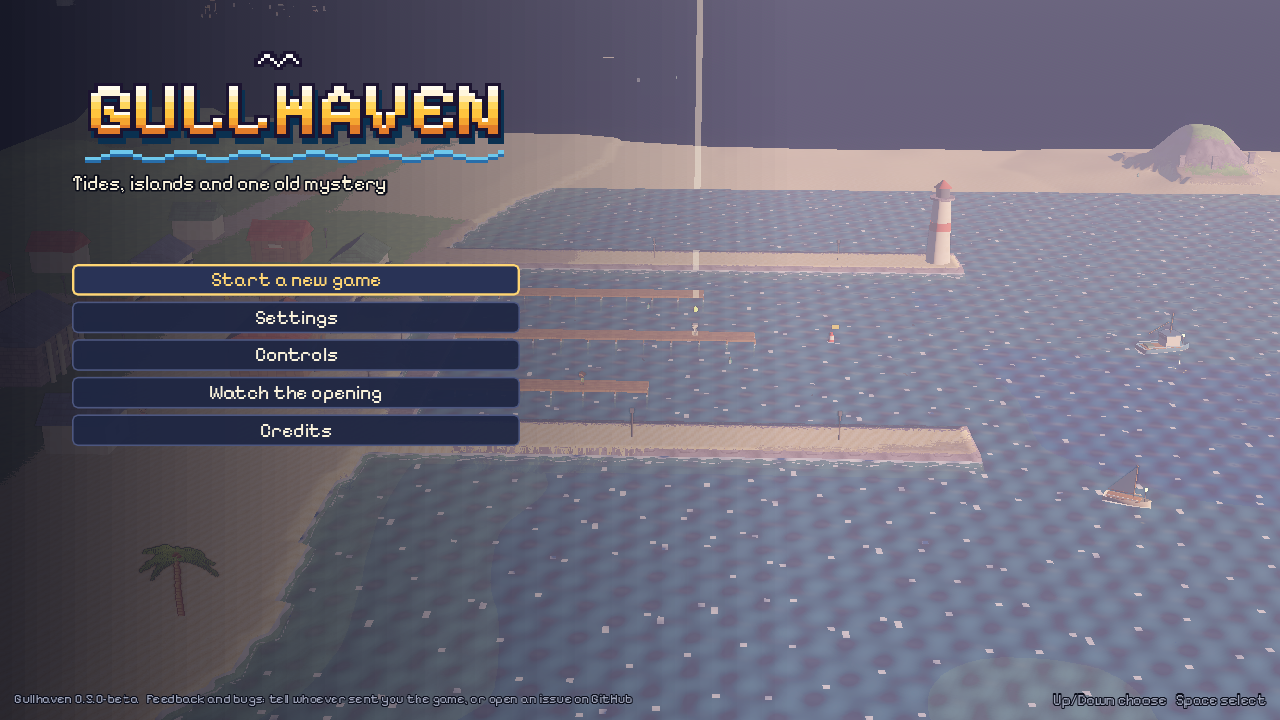 GULLHAVEN
Tides, islands and one old mystery
Start a new game
Settings
Controls
Watch the opening
Credits
Gullhaven 0.8.0-beta  Feedback and bugs: tell whoever sent you the game, or open an issue on GitHub
Up/Down choose  Space select